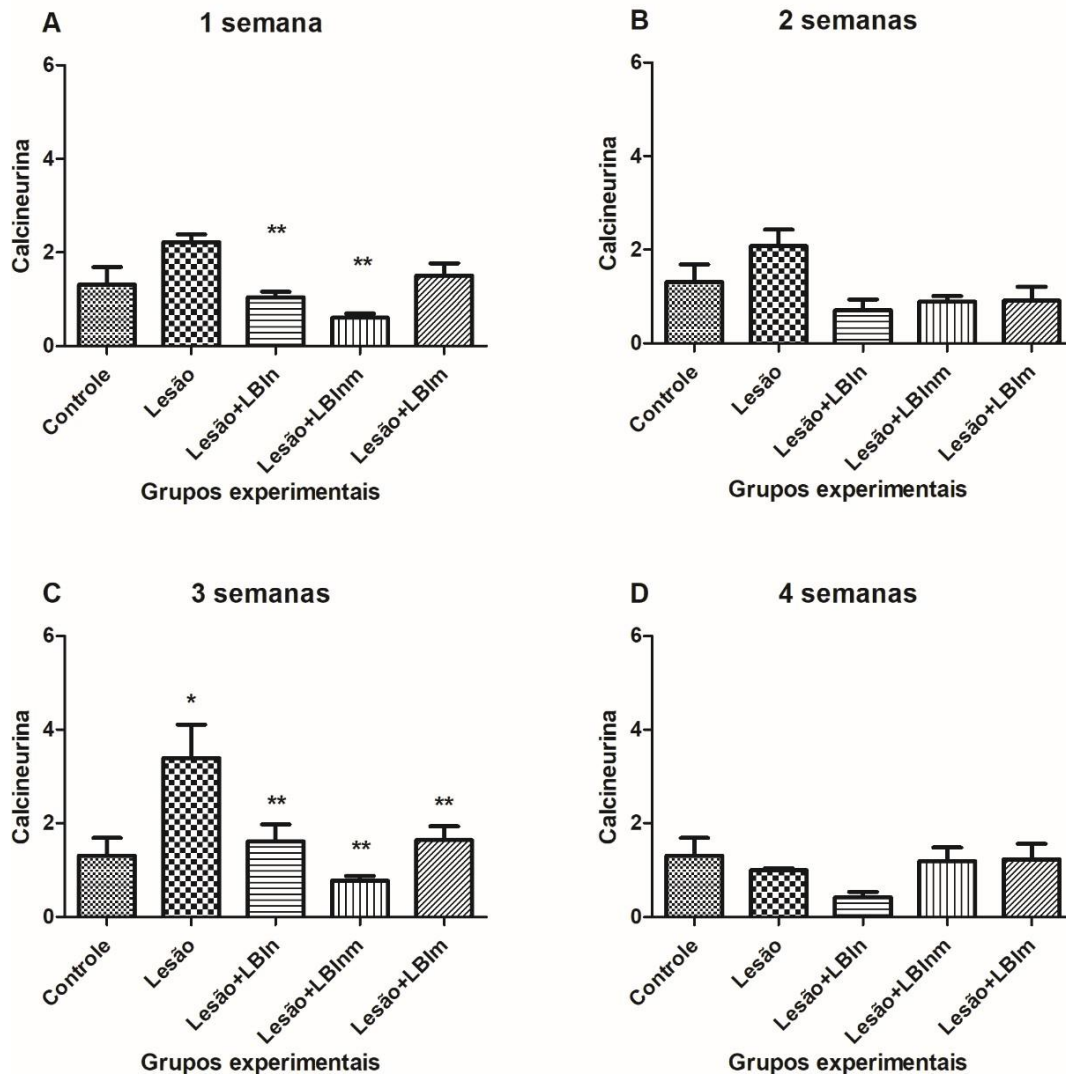 A 1 semana
6
4
2
0
Calcineurina
**
**
Controle
Lesão
Lesão+LBIn
Lesão+LBInm
Lesão+LBIm
Grupos experimentais
B 2 semanas
6
4
2
0
Calcineurina
Controle
Lesão
Lesão+LBIn
Lesão+LBInm
Lesão+LBIm
Grupos experimentais
C 3 semanas
6
4
2
0
Calcineurina
*
**
**
**
Controle
Lesão
Lesão+LBIn
Lesão+LBInm
Lesão+LBIm
Grupos experimentais
D 4 semanas
6
4
2
0
Calcineurina
Controle
Lesão
Lesão+LBIn
Lesão+LBInm
Lesão+LBIm
Grupos experimentais